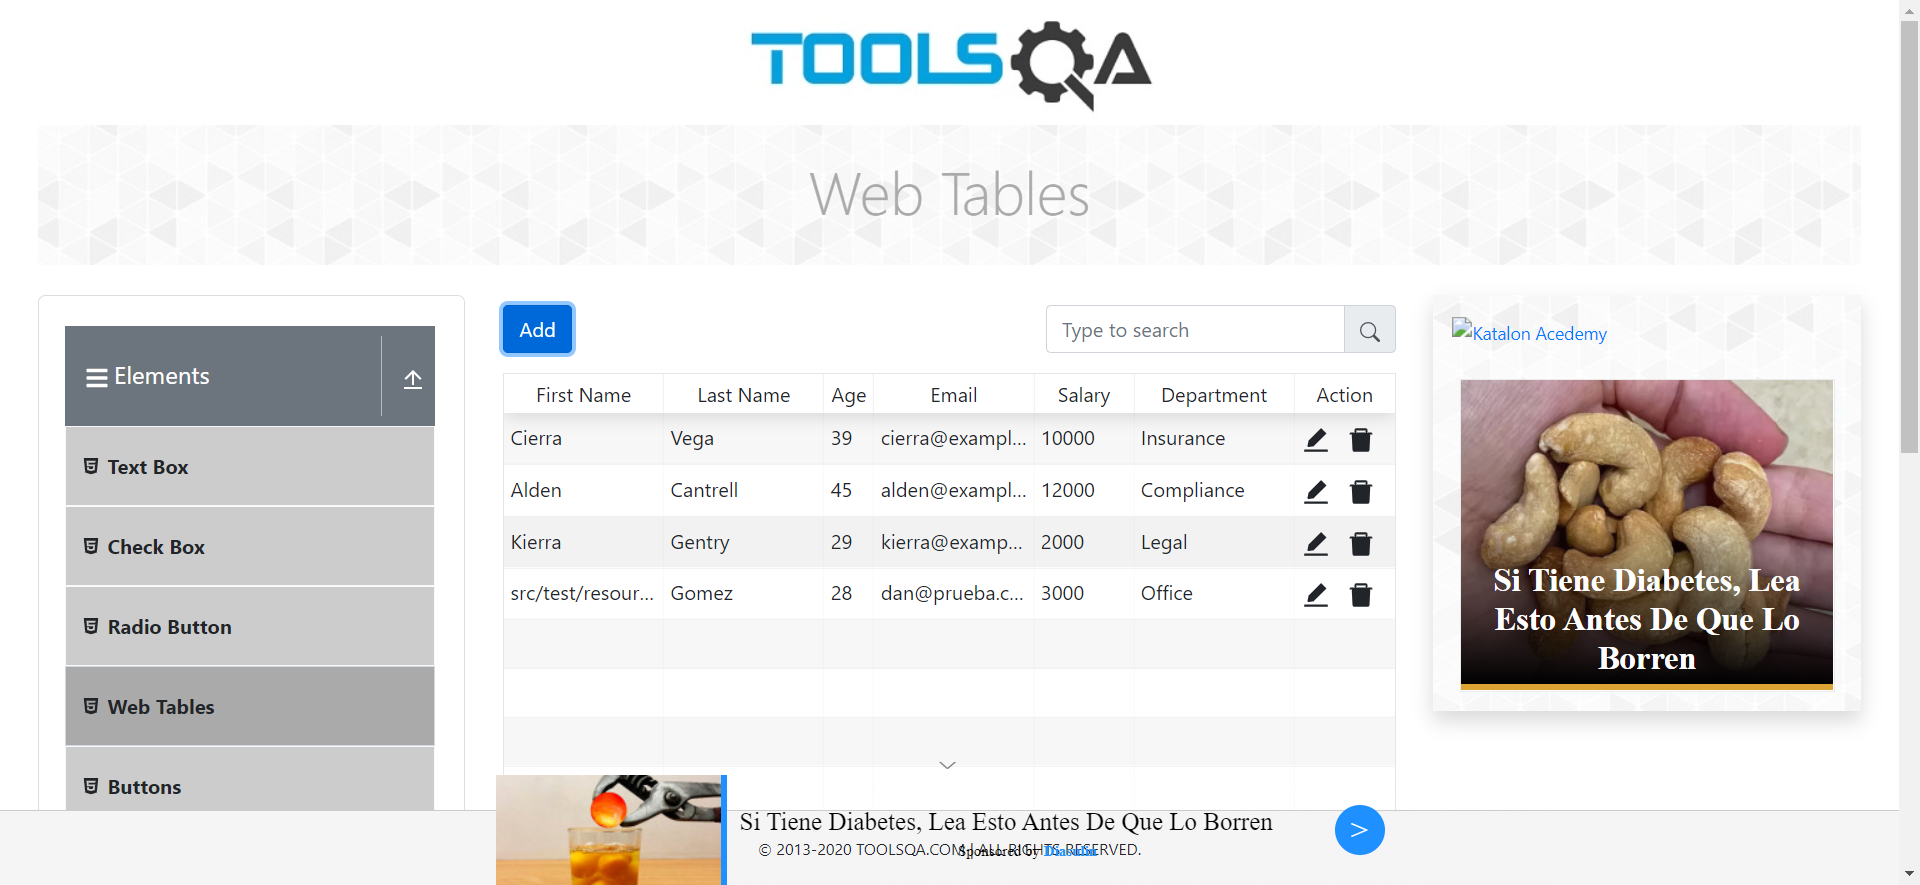 TOOLSQA
Web Tables
Elements
Text Box
Check Box
Radio Button
Web Tables
Buttons
Add
Type to search
First Name Last Name Age Email Salary Department Action
Cierra Vega 39 cierra@exampl... 10000 Insurance
Alden Cantrell 45 alden@exampl... 12000 Compliance
Kierra Gentry 29 kierra@examp... 2000 Legal
src/test/resour... Gomez 28 dan@prueba.c... 3000 Office
Katalon Acedemy
Si Tiene Diabetes, Lea
Esto Antes De Que Lo
Borren
Si Tiene Diabetes, Lea Esto Antes De Que Lo Borren
>
© 2013-2020 TOOLSQA.COM | ALL RIGHTS RESERVED.
Sponsored by